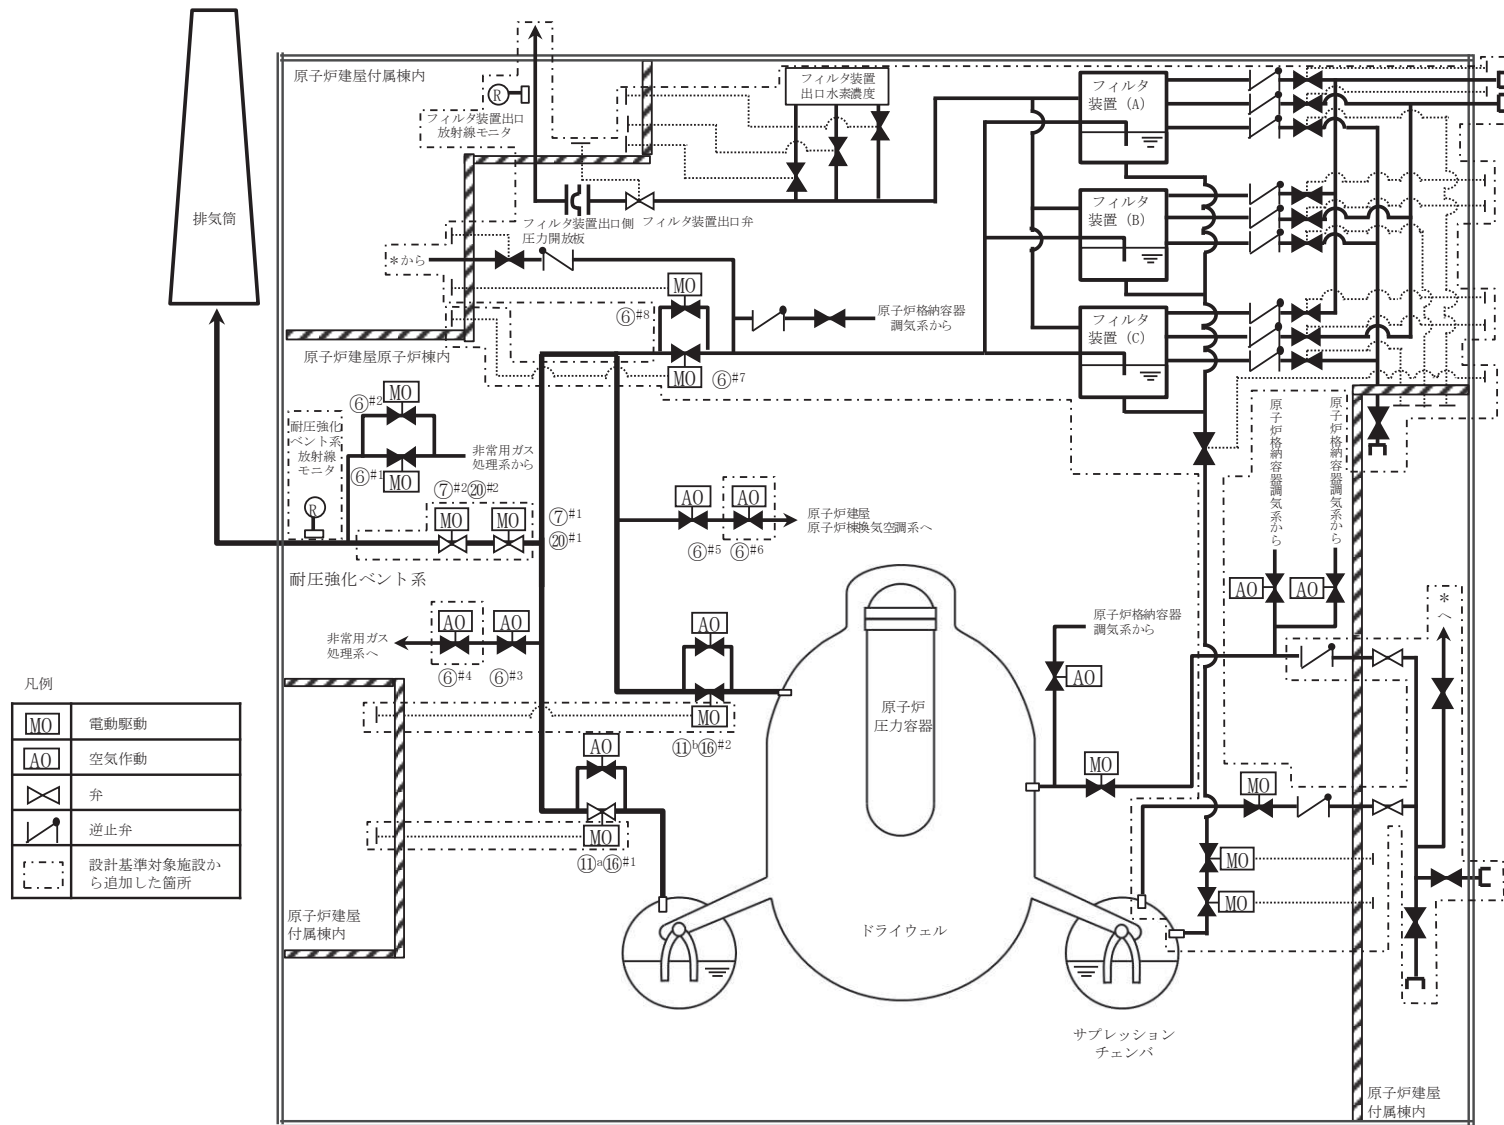 原子炉建屋付属棟内
R
フィルタ装置出口
放射線モニタ
フィルタ装置
出口水素濃度
フィルタ
装置（A）
排気筒
フィルタ装置出口側
圧力開放板
フィルタ装置出口弁
フィルタ
装置（B）
＊から
MO
⑥#8
原子炉格納容器
調気系から
フィルタ
装置（C）
原子炉建屋原子炉棟内
MO
⑥#7
⑥#2
MO
耐圧強化
ベント系
放射線
モニタ
R
非常用ガス
処理系から
⑥#1
MO
原子炉格納容器調気系から
原子炉格納容器調気系から
⑦#2⑳#2
MO
MO
⑦#1
⑳#1
AO
AO
原子炉建屋
原子炉棟換気空調系へ
⑥#5
⑥#6
耐圧強化ベント系
AO
AO
＊へ
非常用ガス
処理系へ
AO
AO
⑥#4
⑥#3
AO
原子炉格納容器
調気系から
AO
凡例
MO
電動駆動
AO
空気作動
弁
逆止弁
設計基準対象施設か
ら追加した箇所
原子炉
圧力容器
MO
⑪b⑯#2
AO
MO
⑪a⑯#1
MO
MO
MO
MO
原子炉建屋
付属棟内
ドライウェル
サプレッション
チェンバ
原子炉建屋
付属棟内